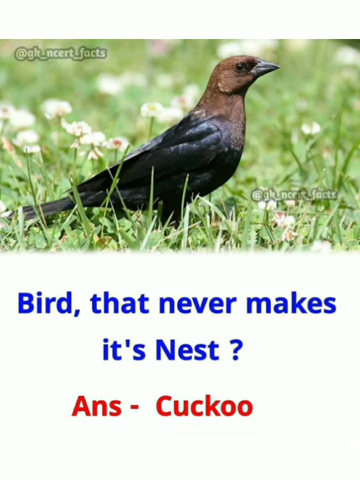 @gk_ncert_facts
@gk_ncert_facts
Bird, that never makes
it's Nest ?
Ans - Cuckoo